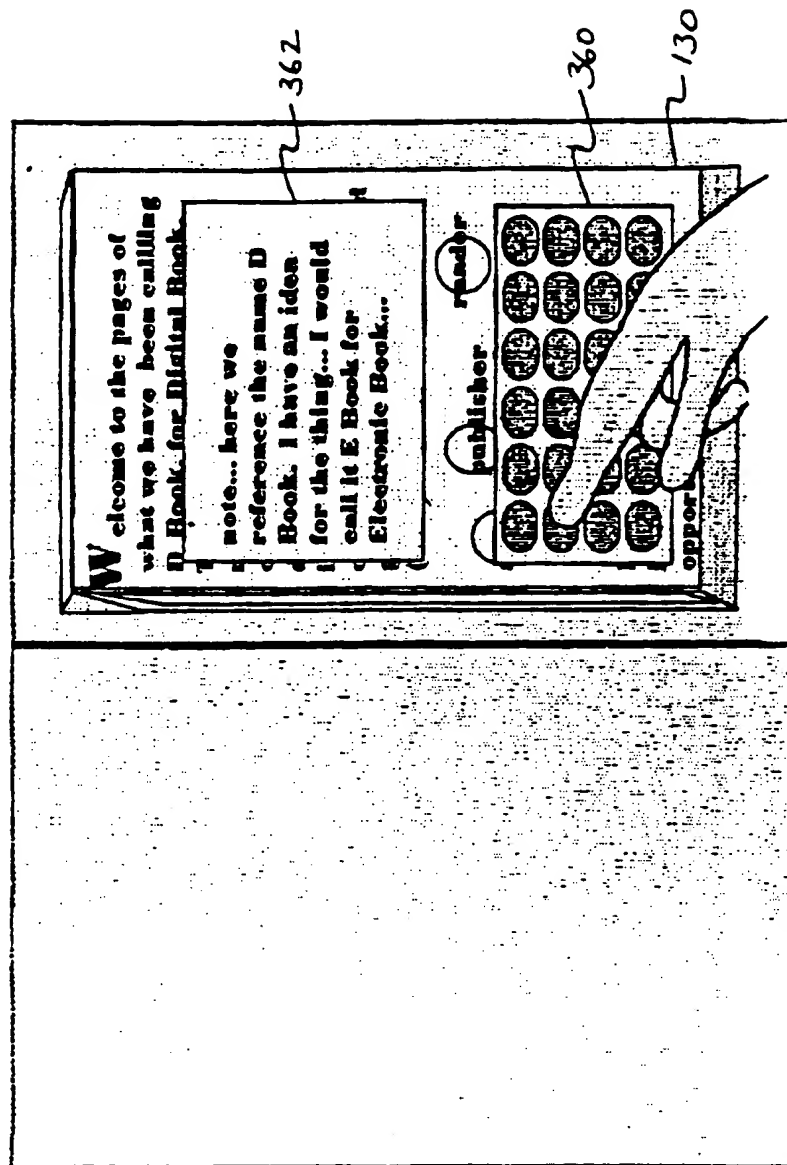 Welcome to the pages of
what we have been callling
D Book, for Digital Book.
note... here we
reference the name D
Book. I have an idea
for the thing... I would
call it E Book for
Electronic Book...
publisher
reader
oppor
362
360
130